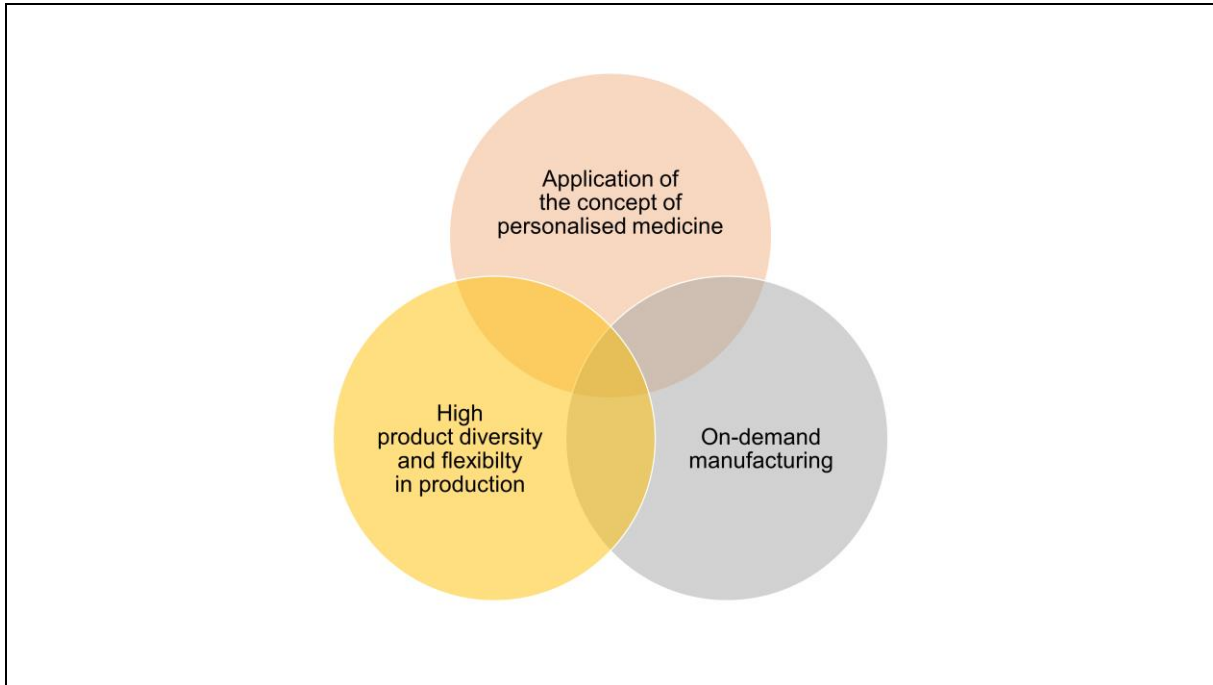 Application of
the concept of
personalised medicine
High
product diversity
and flexibilty
in production
On-demand
manufacturing